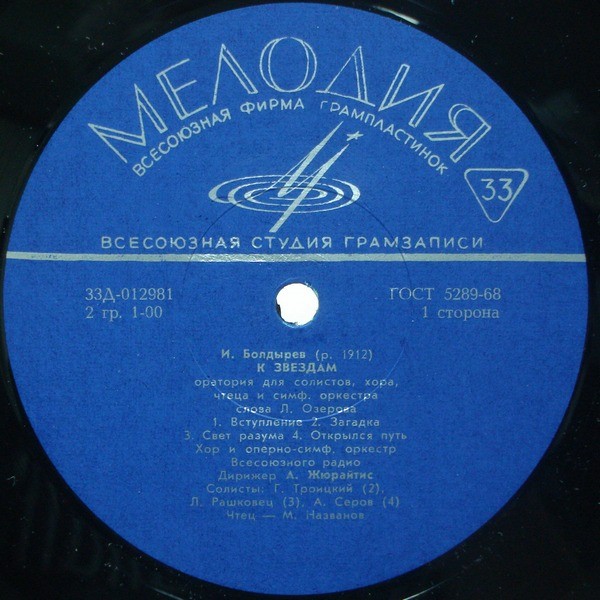 МЕЛОДИЯ
ВСЕСОЮЗНАЯ ФИРМА ГРАМПЛАСТИНОК
33
ВСЕСОЮЗНАЯ СТУДИЯ ГРАМЗАПИСИ
33Д-012981 ГОСТ 5289-68
2 гр. 1-00 1 сторона
И. Болдырев (р. 1912)
К ЗВЕЗДАМ
оратория для солистов, хора,
чтеца и симф. оркестра
слова Л. Озерова
1. Вступление 2. Загадка
3. Свет разума 4. Открылся путь
Хор и оперно-симф. оркестр
Всесоюзного радио
Дирижер А. Жюрайтис
Солисты: Г. Троицкий (2),
Л. Рашковец (3), А. Серов (4)
Чтец — М. Названов